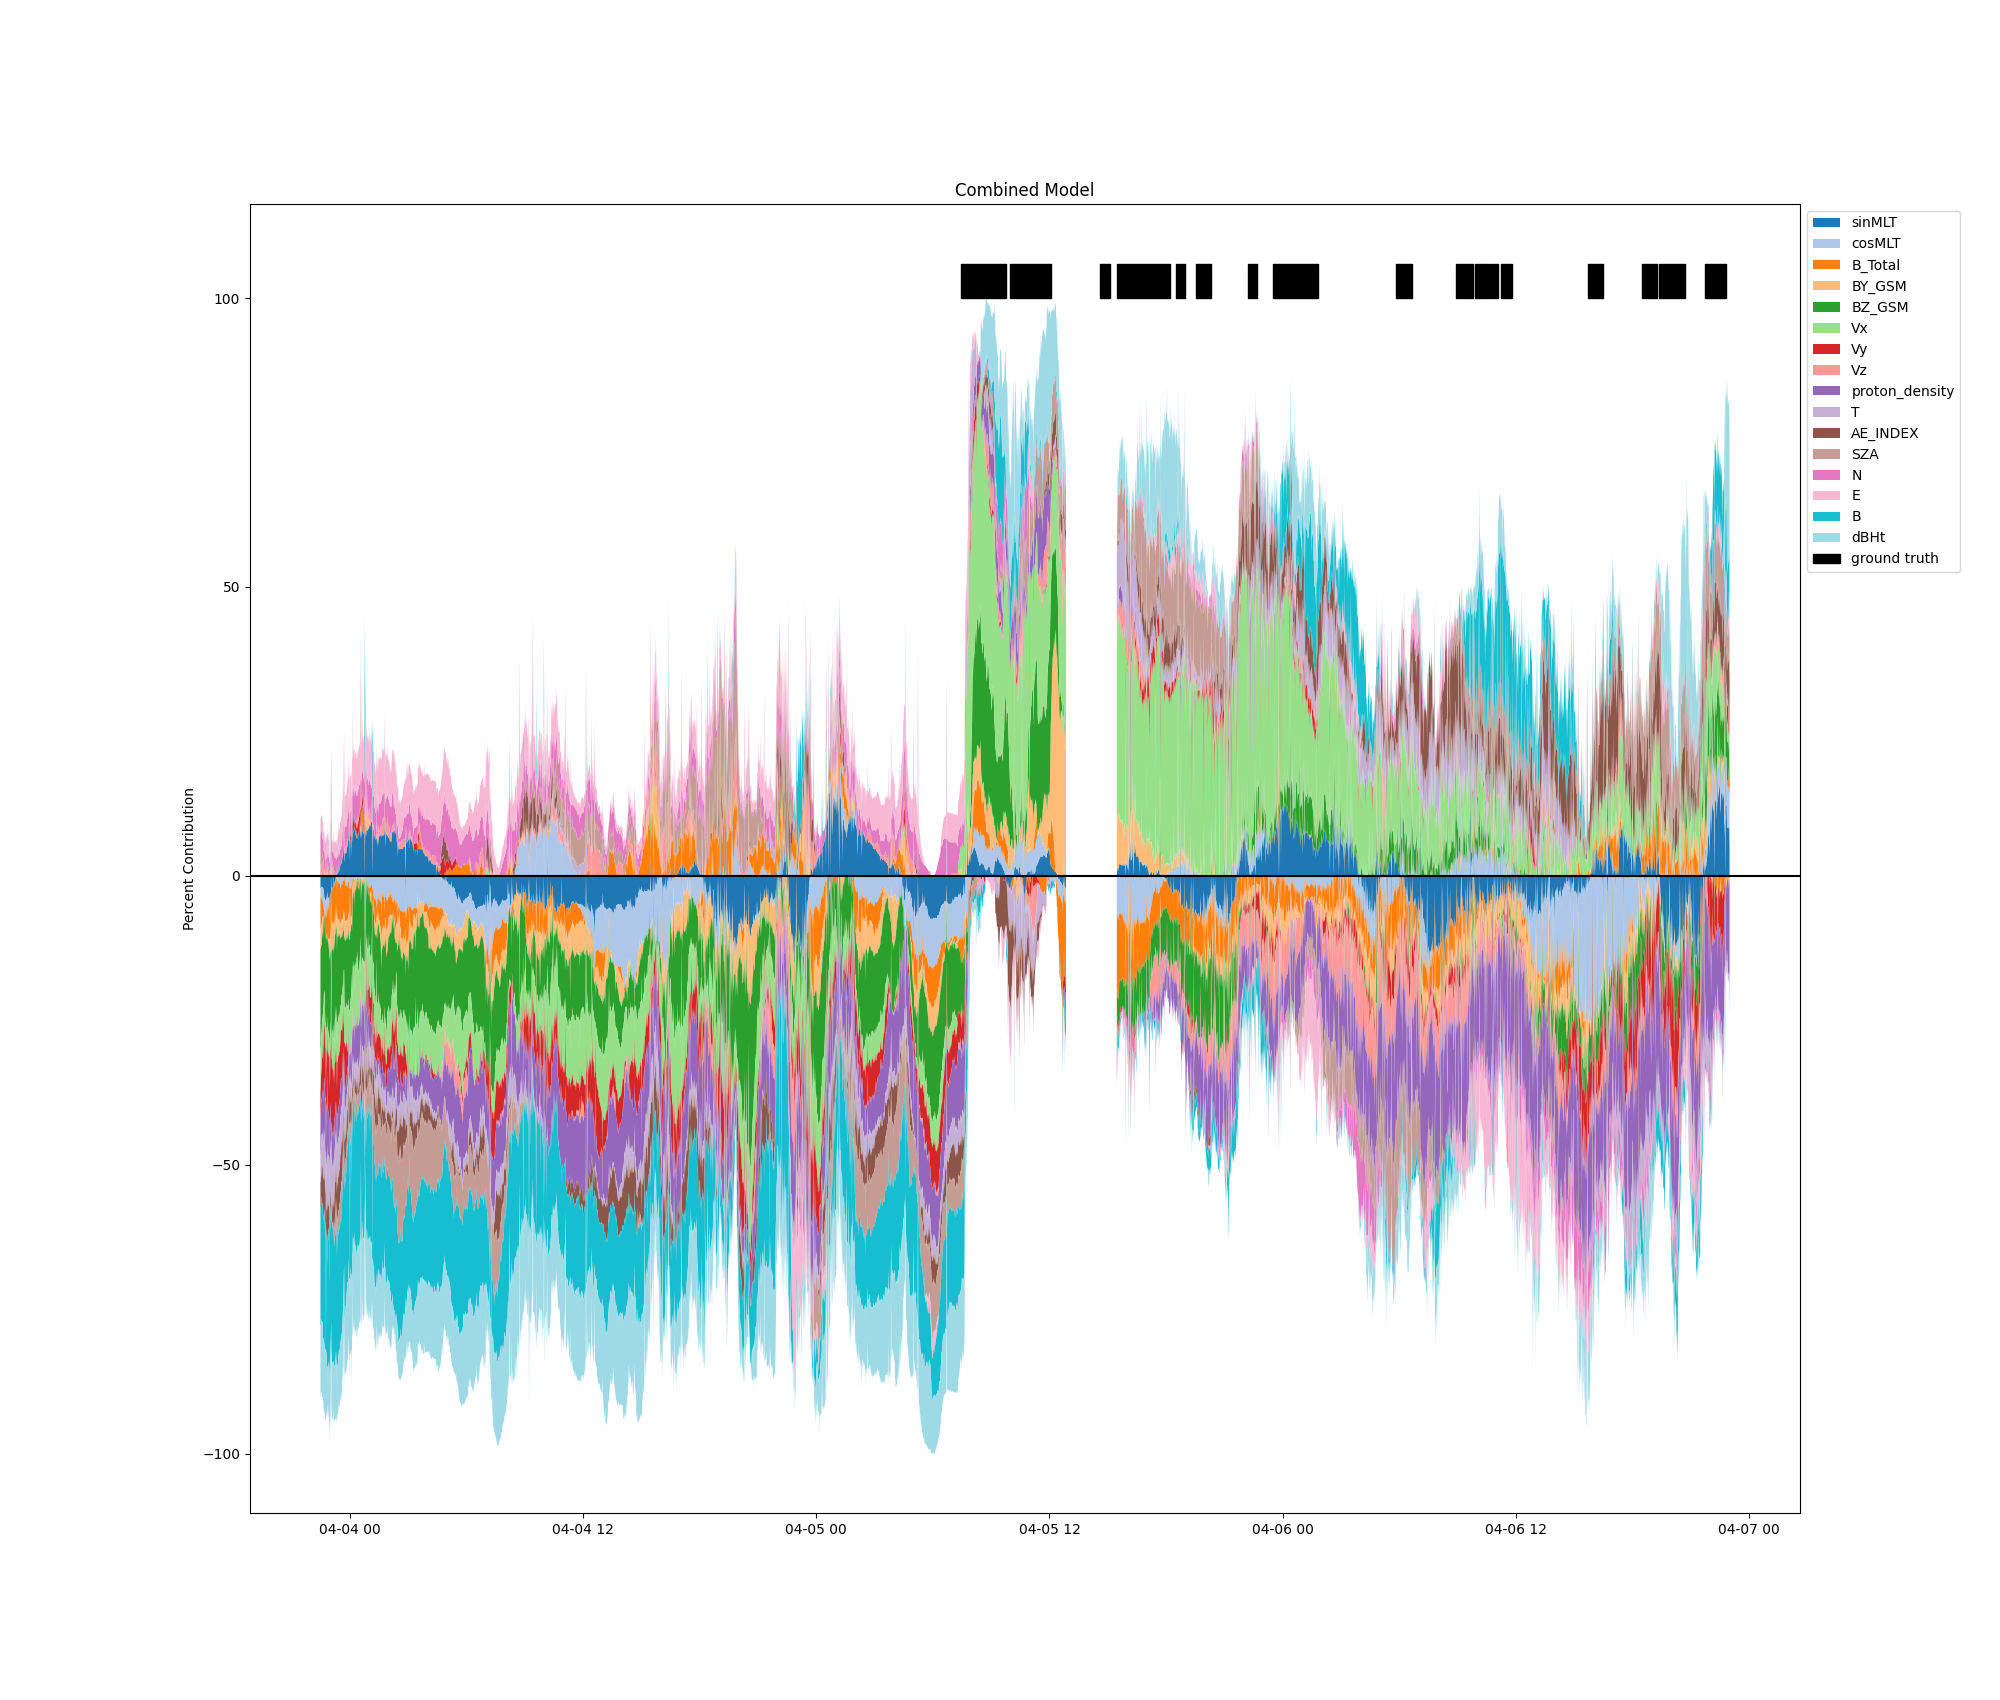 Combined Model
sinMLT
cosMLT
B_Total
BY_GSM
BZ_GSM
Vx
Vy
Vz
proton_density
T
AE_INDEX
SZA
N
E
B
dBHt
ground truth
Percent Contribution
100
50
0
−50
−100
04-04 00
04-04 12
04-05 00
04-05 12
04-06 00
04-06 12
04-07 00